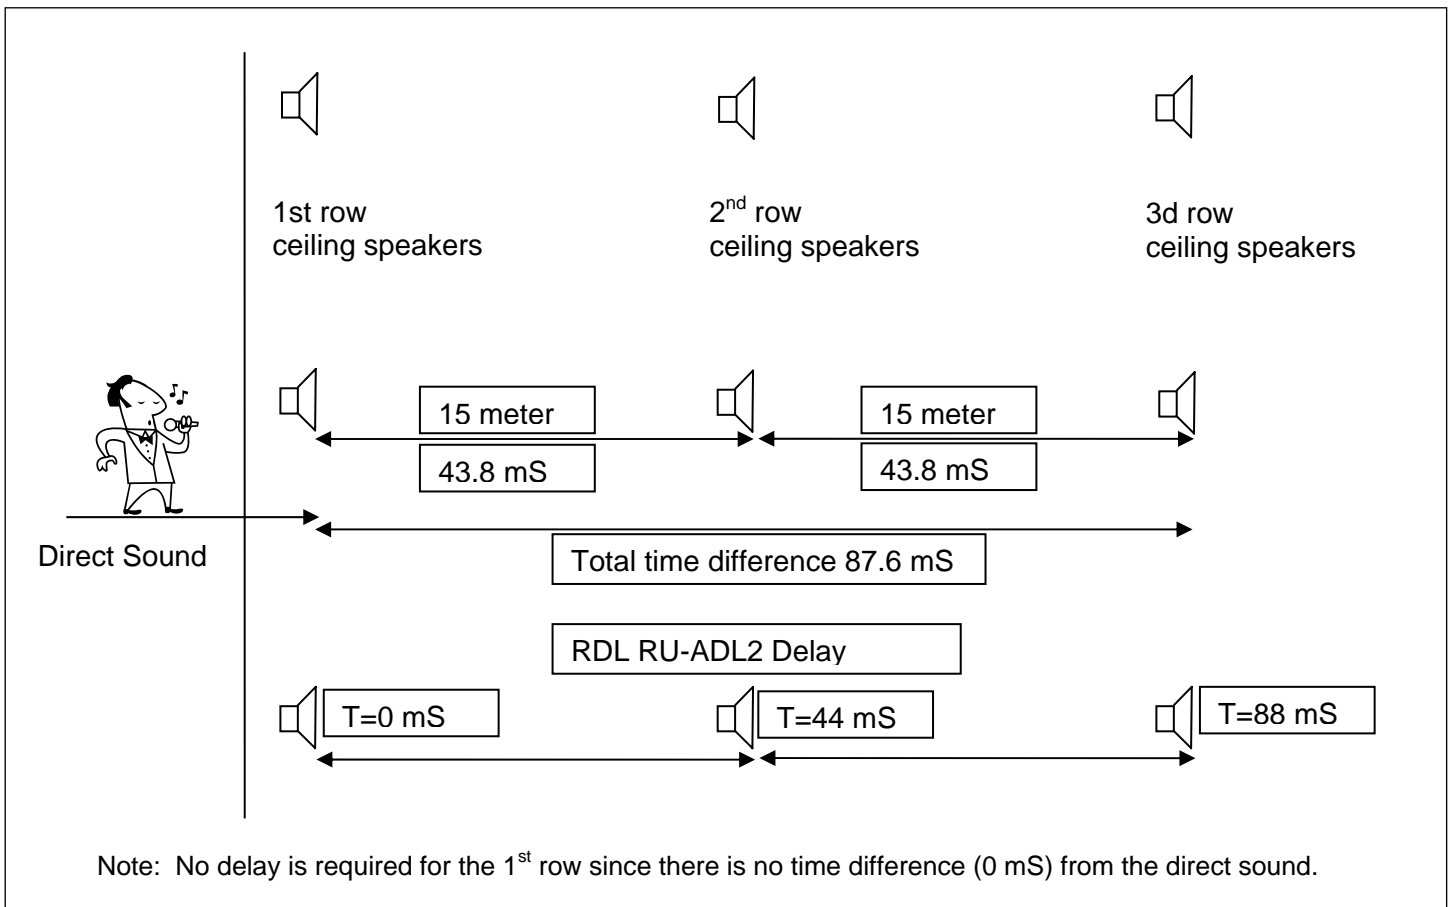 1st row
ceiling speakers
2nd row
ceiling speakers
3d row
ceiling speakers
15 meter
15 meter
43.8 mS
43.8 mS
Direct Sound
Total time difference 87.6 mS
RDL RU-ADL2 Delay
T=0 mS
T=44 mS
T=88 mS
Note: No delay is required for the 1st row since there is no time difference (0 mS) from the direct sound.